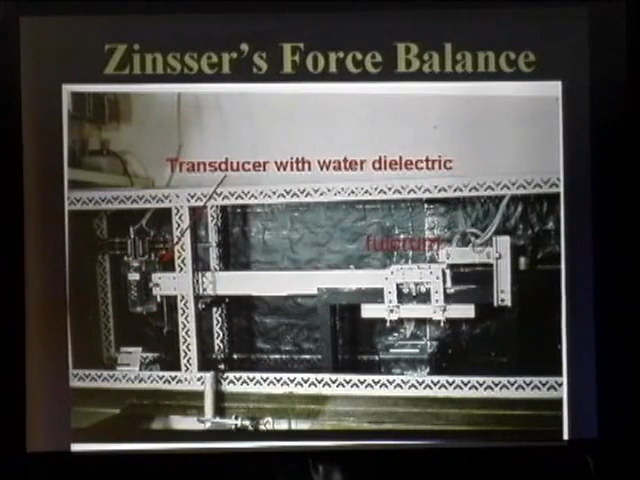 Zinsser's Force Balance
Transducer with water dielectric
fulcrum